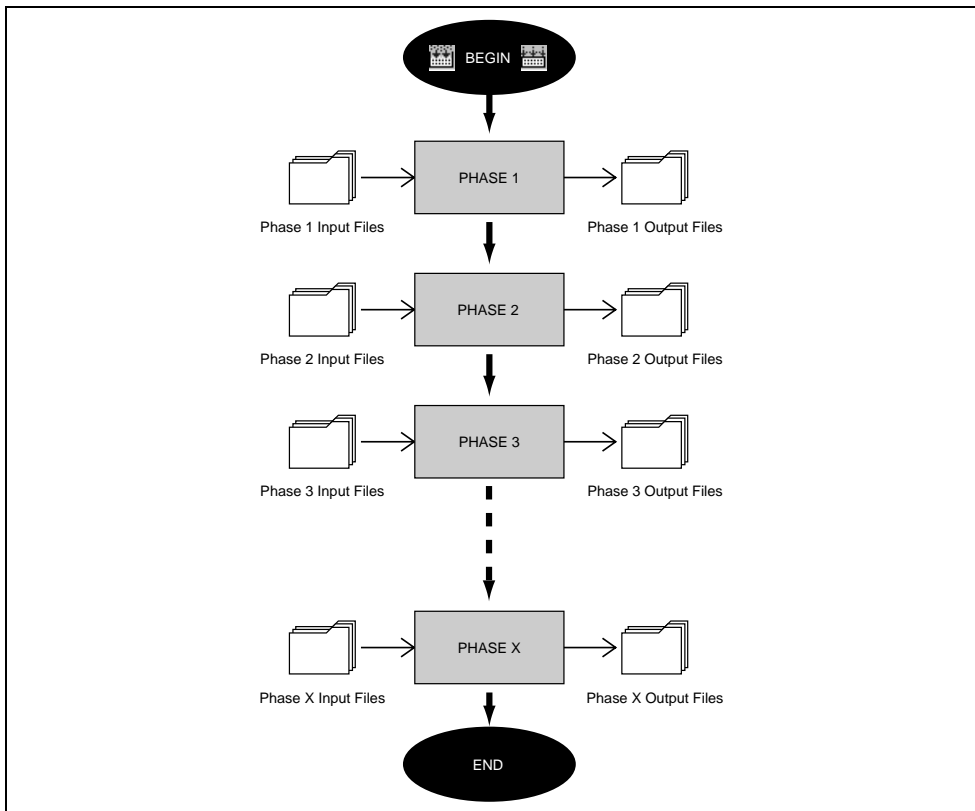 BEGIN
PHASE 1
Phase 1 Input Files
Phase 1 Output Files
PHASE 2
Phase 2 Input Files
Phase 2 Output Files
PHASE 3
Phase 3 Input Files
Phase 3 Output Files
PHASE X
Phase X Input Files
Phase X Output Files
END